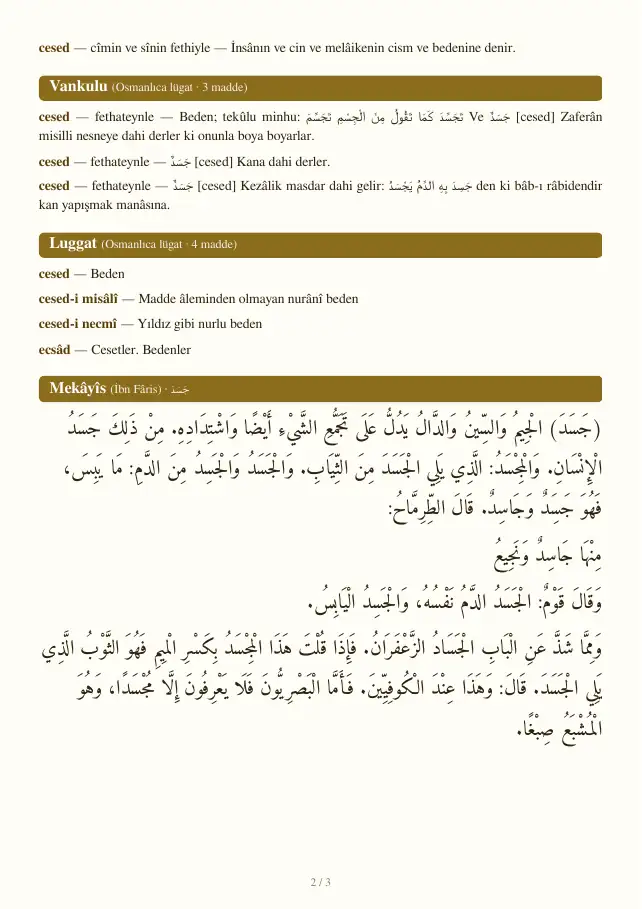 cesed — cîmin ve sînin fethiyle — İnsânın ve cin ve melâikenin cism ve bedenine denir.
Vankulu (Osmanlıca lügat · 3 madde)
cesed — fethateynle — Beden; tekûlu minhu: تَجَسَّدَ كَمَا تَقُولُ مِنَ الْجِسْمِ تَجَسَّمَ Ve جَسَدٌ [cesed] Zaferân
misilli nesneye dahi derler ki onunla boya boyarlar.
cesed — fethateynle — جَسَدٌ [cesed] Kana dahi derler.
cesed — fethateynle — جَسَدٌ [cesed] Kezâlik masdar dahi gelir: جَسِدَ بِهِ الدَّمُ يَجْسَدُ den ki bâb-ı râbidendir
kan yapışmak manâsına.
Luggat (Osmanlıca lügat · 4 madde)
cesed — Beden
cesed-i misâlî — Madde âleminden olmayan nurânî beden
cesed-i necmî — Yıldız gibi nurlu beden
ecsâd — Cesetler. Bedenler
Mekâyîs (İbn Fâris) · جَسَدَ
(جَسَدَ) الْجِيمُ وَالسِّينُ وَالدَّالُ يَدُلُّ عَلَى تَجَمُّعِ الشَّيْءِ أَيْضًا وَاشْتِدَادِهِ. مِنْ ذَلِكَ جَسَدُ
الْإِنْسَانِ. وَالْمِجْسَدُ: الَّذِي يَلِي الْجَسَدَ مِنَ الثِّيَابِ. وَالْجَسَدُ وَالْجَسِدُ مِنَ الدَّمِ: مَا يَبِسَ،
فَهُوَ جَسَدٌ وَجَاسِدٌ. قَالَ الطِّرِمَّاحُ:
مِنْهَا جَاسِدٌ وَنَجِيعُ
وَقَالَ قَوْمٌ: الْجَسَدُ الدَّمُ نَفْسُهُ، وَالْجَسِدُ الْيَابِسُ.
وَمِمَّا شَذَّ عَنِ الْبَابِ الْجَسَادُ الزَّعْفَرَانُ. فَإِذَا قُلْتَ هَذَا الْمِجْسَدُ بِكَسْرِ الْمِيمِ فَهُوَ الثَّوْبُ الَّذِي
يَلِي الْجَسَدَ. قَالَ: وَهَذَا عِنْدَ الْكُوفِيِّينَ. فَأَمَّا الْبَصْرِيُّونَ فَلَا يَعْرِفُونَ إِلَّا مُجْسَدًا، وَهُوَ
الْمُشْبَعُ صِبْغًا.
2 / 3